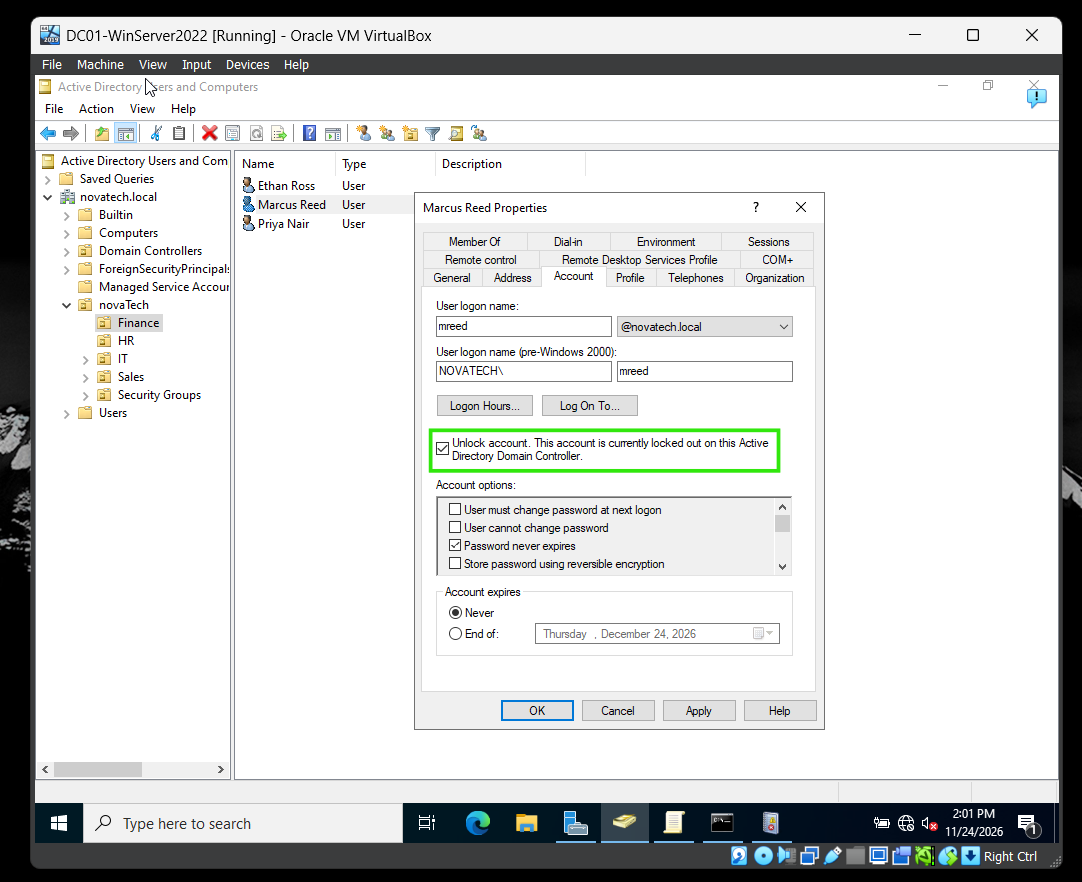 DC01-WinServer2022 [Running] - Oracle VM VirtualBox
File Machine View Input Devices Help
Active Directory Users and Computers
File Action View Help
Active Directory Users and Com
Saved Queries
novatech.local
Builtin
Computers
Domain Controllers
ForeignSecurityPrincipals
Managed Service Accour
novaTech
Finance
HR
IT
Sales
Security Groups
Users
Name Type Description
Ethan Ross User
Marcus Reed User
Priya Nair User
Marcus Reed Properties
Member Of Dial-in Environment Sessions
Remote control Remote Desktop Services Profile COM+
General Address Account Profile Telephones Organization
User logon name:
mreed @novatech.local
User logon name (pre-Windows 2000):
NOVATECH\ mreed
Logon Hours... Log On To...
Unlock account. This account is currently locked out on this Active
Directory Domain Controller.
Account options:
User must change password at next logon
User cannot change password
Password never expires
Store password using reversible encryption
Account expires
Never
End of: Thursday , December 24, 2026
OK Cancel Apply Help
Type here to search
2:01 PM
11/24/2026
1
Right Ctrl